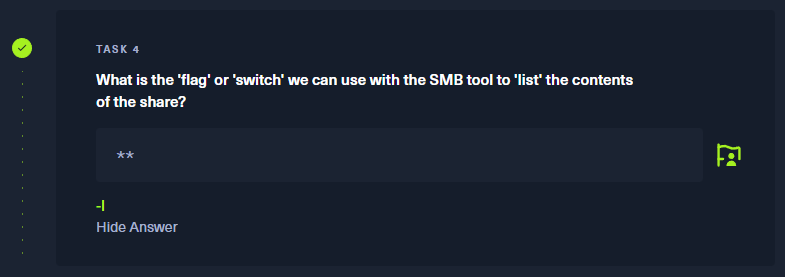 TASK 4
What is the 'flag' or 'switch' we can use with the SMB tool to 'list' the contents
of the share?
**
-l
Hide Answer